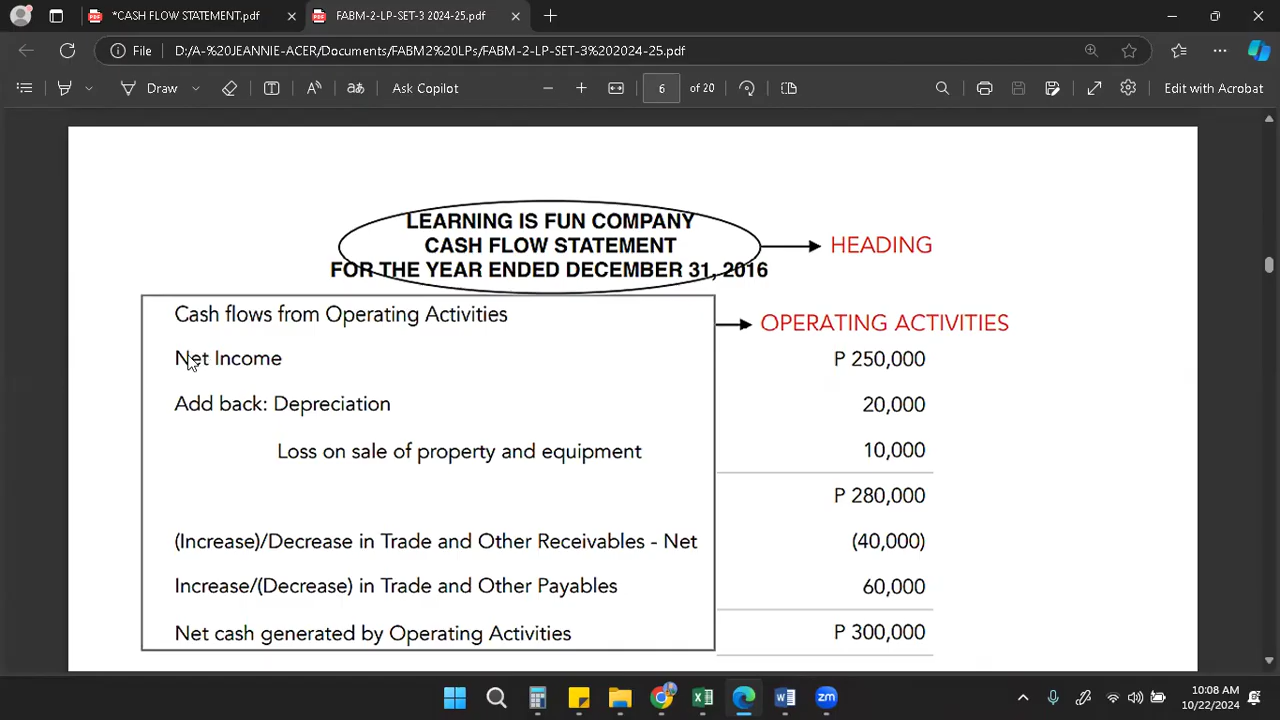 *CASH FLOW STATEMENT.pdf
FABM-2-LP-SET-3 2024-25.pdf
File
D:/A-%20JEANNIE-ACER/Documents/FABM2%20LPs/FABM-2-LP-SET-3%202024-25.pdf
Draw
Ask Copilot
6 of 20
Edit with Acrobat
LEARNING IS FUN COMPANY
CASH FLOW STATEMENT
FOR THE YEAR ENDED DECEMBER 31, 2016
HEADING
Cash flows from Operating Activities
OPERATING ACTIVITIES
Net Income P 250,000
Add back: Depreciation 20,000
Loss on sale of property and equipment 10,000
P 280,000
(Increase)/Decrease in Trade and Other Receivables - Net (40,000)
Increase/(Decrease) in Trade and Other Payables 60,000
Net cash generated by Operating Activities P 300,000
10:08 AM
10/22/2024